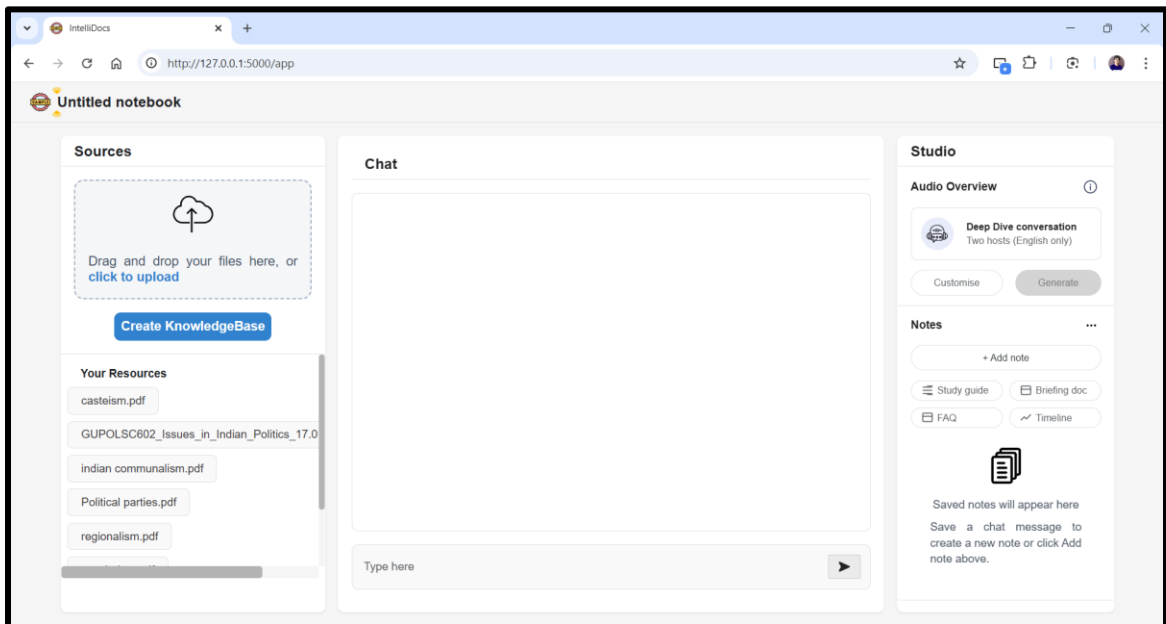 IntelliDocs
http://127.0.0.1:5000/app
Untitled notebook
Sources
Drag and drop your files here, or
click to upload
Create KnowledgeBase
Your Resources
casteism.pdf
GUPOLSC602_Issues_in_Indian_Politics_17.0
indian communalism.pdf
Political parties.pdf
regionalism.pdf
Chat
Type here
Studio
Audio Overview
Deep Dive conversation
Two hosts (English only)
Customise
Generate
Notes
+ Add note
Study guide
Briefing doc
FAQ
Timeline
Saved notes will appear here
Save a chat message to
create a new note or click Add
note above.